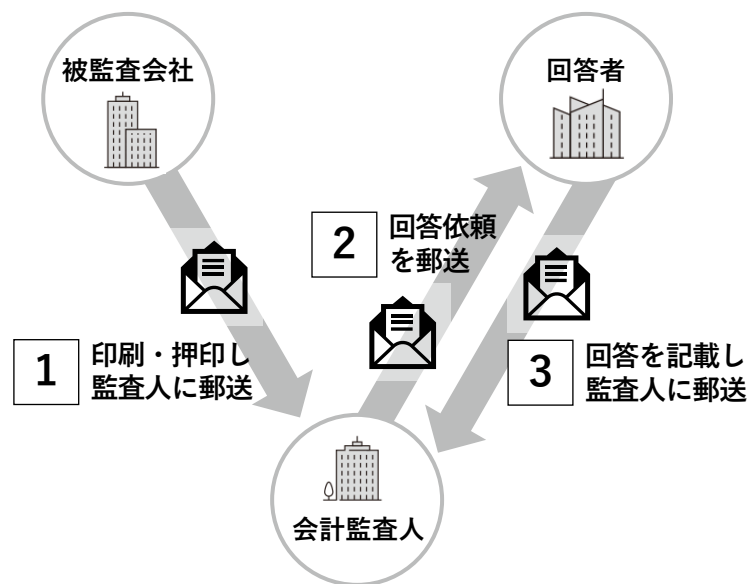 被監査会社
回答者
2
回答依頼
を郵送
1
印刷・押印し
監査人に郵送
3
回答を記載し
監査人に郵送
会計監査人